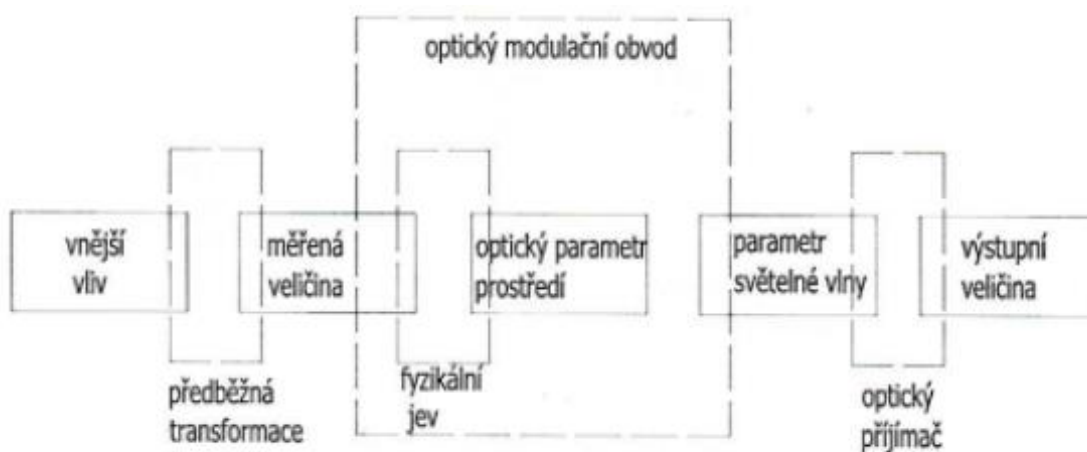 optický modulační obvod
vnější
vliv
měřená
veličina
optický parametr
prostředí
parametr
světelné vlny
výstupní
veličina
předběžná
transformace
fyzikální
jev
optický
příjímač